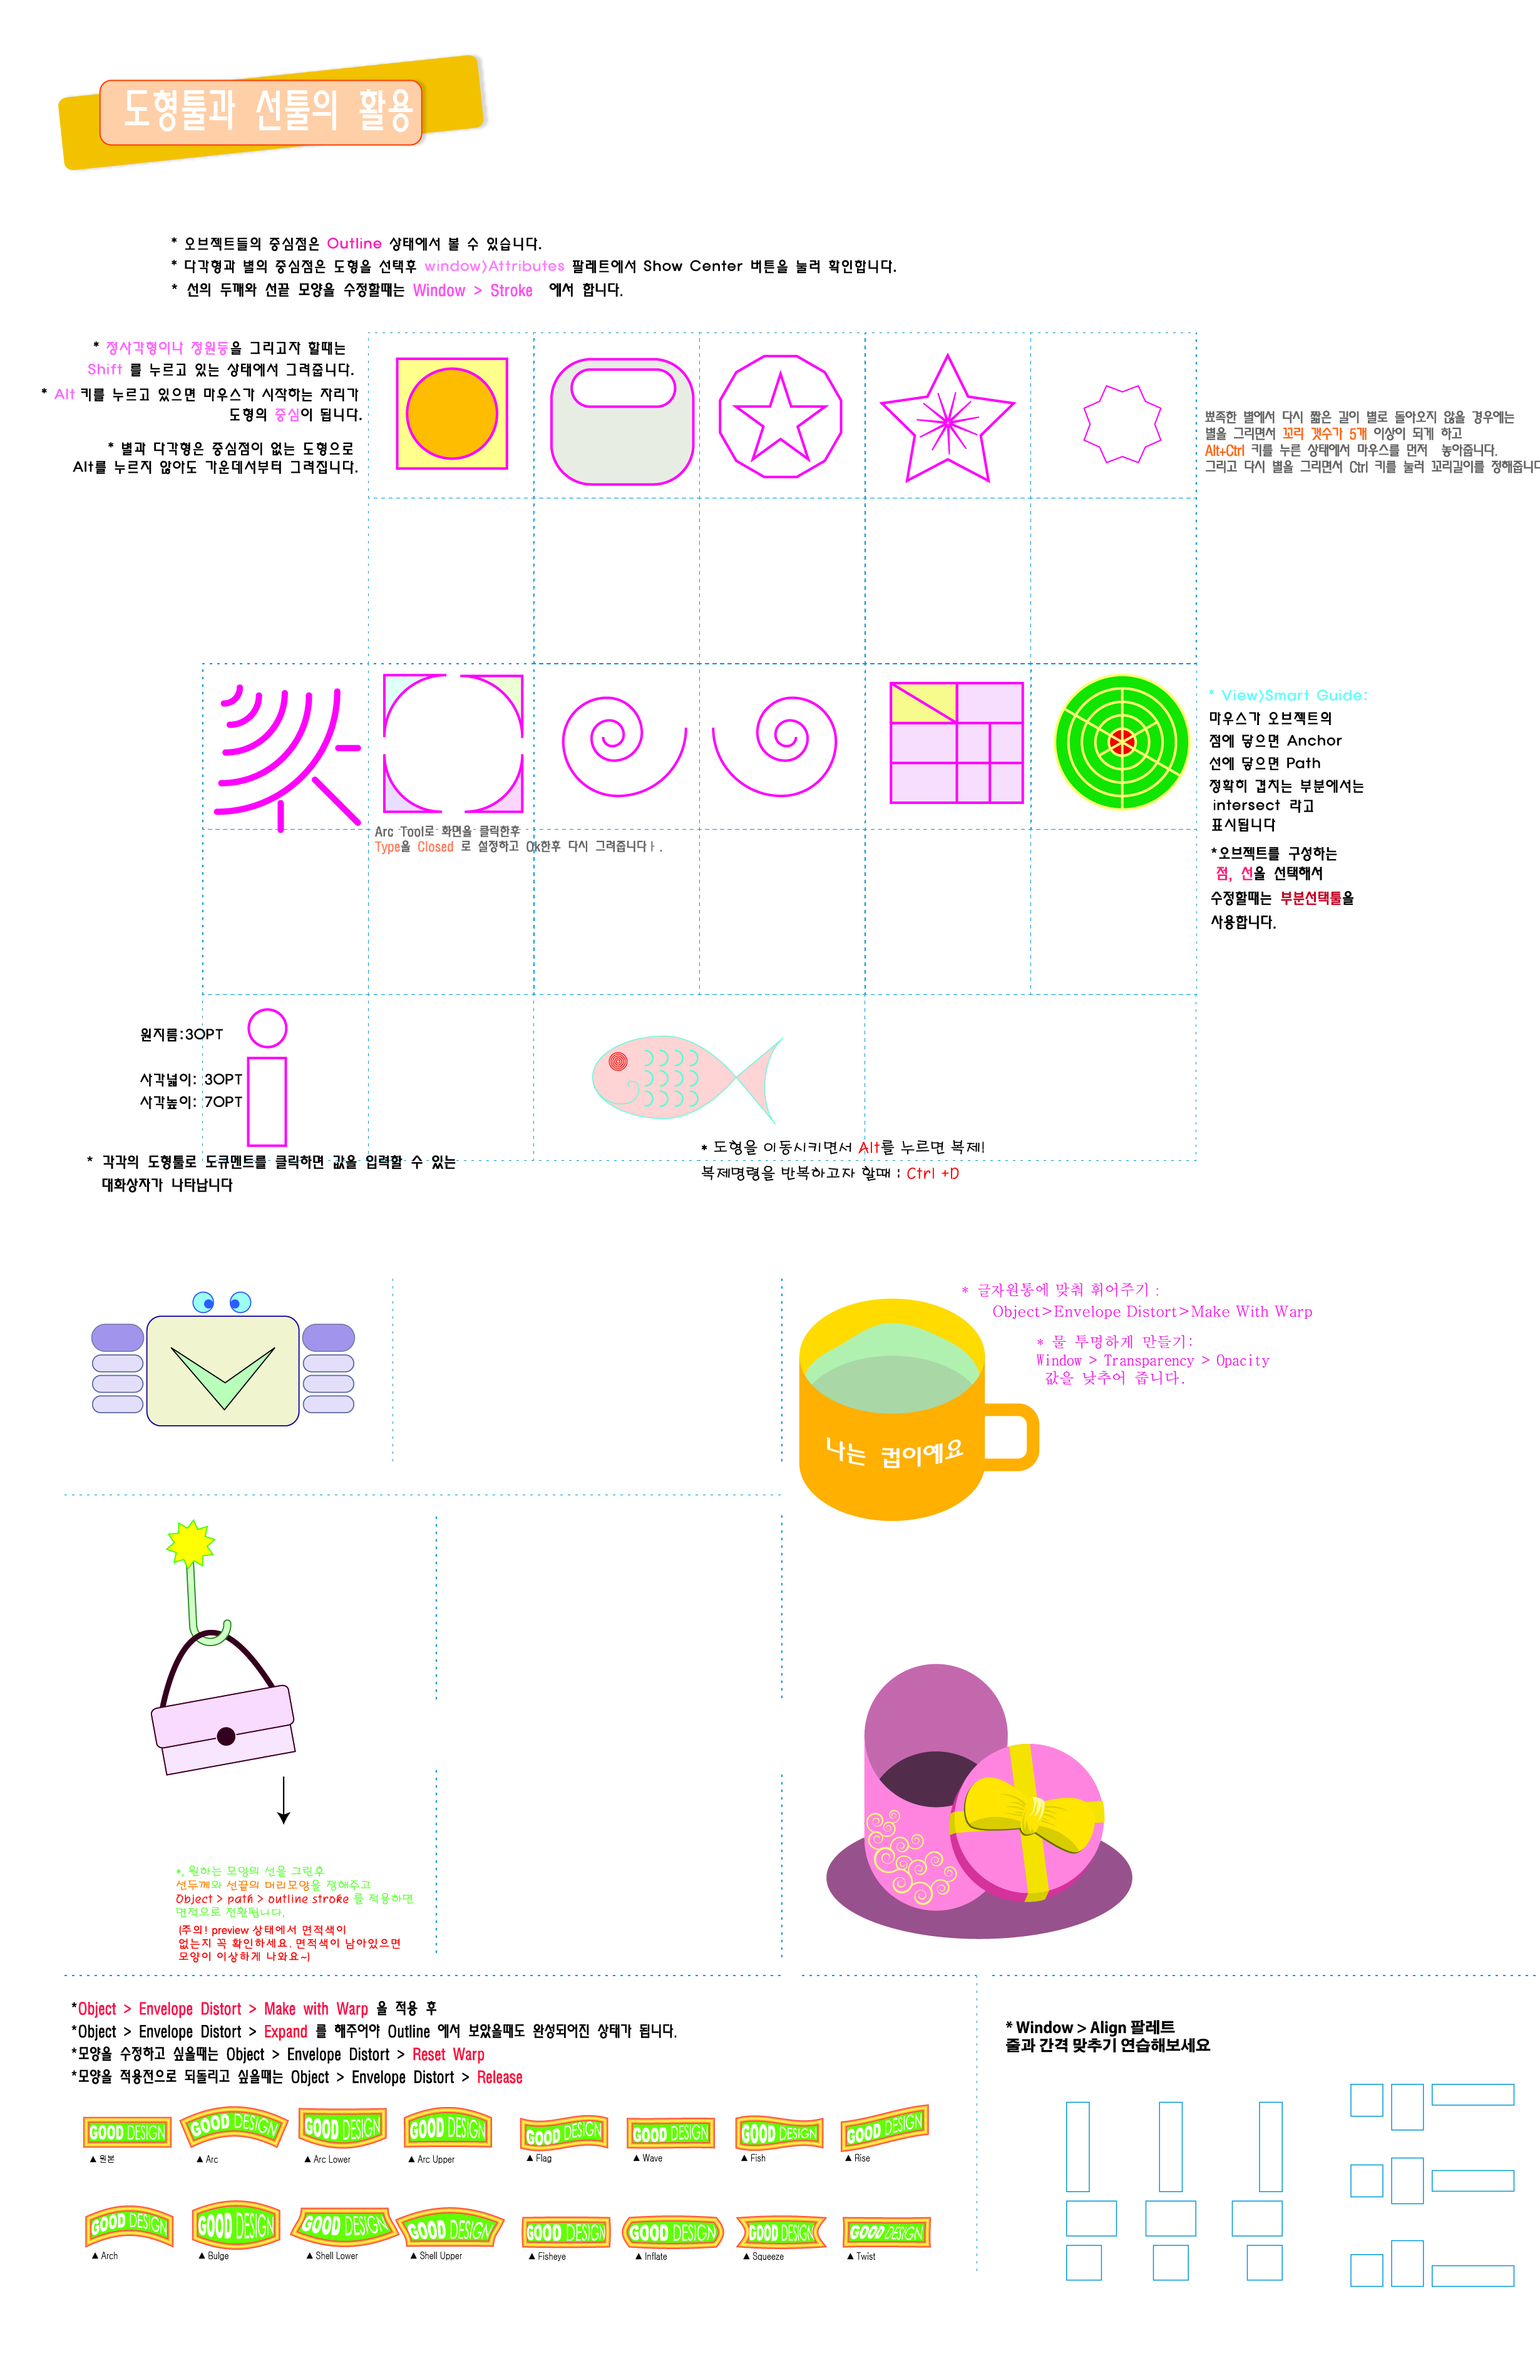 도형툴과 선툴의 활용
* 오브젝트들의 중심점은 Outline 상태에서 볼 수 있습니다.
* 다각형과 별의 중심점은 도형을 선택후 window>Attributes 팔레트에서 Show Center 버튼을 눌러 확인합니다.
* 선의 두깨와 선끝 모양을 수정할때는 Window > Stroke 에서 합니다.
* 정사각형이나 정원등을 그리고자 할때는
Shift 를 누르고 있는 상태에서 그려줍니다.
* Alt 키를 누르고 있으면 마우스가 시작하는 자리가
도형의 중심이 됩니다.
* 별과 다각형은 중심점이 없는 도형으로
Alt를 누르지 않아도 가운데서부터 그려집니다.
뾰족한 별에서 다시 짧은 길이 별로 돌아오지 않을 경우에는
별을 그리면서 꼬리 갯수가 5개 이상이 되게 하고
Alt+Ctrl 키를 누른 상태에서 마우스를 먼저 놓아줍니다.
그리고 다시 별을 그리면서 Ctrl 키를 눌러 꼬리길이를 정해줍니다
Arc Tool로 화면을 클릭한후
Type을 Closed 로 설정하고 Ok한후 다시 그려줍니다ㅏ.
* View>Smart Guide:
마우스가 오브젝트의
점에 닿으면 Anchor
선에 닿으면 Path
정확히 겹치는 부분에서는
intersect 라고
표시됩니다
*오브젝트를 구성하는
점, 선을 선택해서
수정할때는 부분선택툴을
사용합니다.
원지름:30PT
사각넓이: 30PT
사각높이: 70PT
* 각각의 도형툴로 도큐멘트를 클릭하면 값을 입력할 수 있는
대화상자가 나타납니다
* 도형을 이동시키면서 Alt를 누르면 복제!
복제명령을 반복하고자 할때 : Ctrl +D
* 글자원통에 맞춰 휘어주기 :
Object>Envelope Distort>Make With Warp
* 물 투명하게 만들기:
Window > Transparency > Opacity
값을 낮추어 줍니다.
나는 컵이예요
*. 원하는 모양의 선을 그린후
선두께와 선끝의 머리모양을 정해주고
Object > path > outline stroke 를 적용하면
면적으로 전환됩니다.
(주의! preview 상태에서 면적색이
없는지 꼭 확인하세요. 면적색이 남아있으면
모양이 이상하게 나와요~)
*Object > Envelope Distort > Make with Warp 을 적용 후
*Object > Envelope Distort > Expand 를 해주어야 Outline 에서 보았을때도 완성되어진 상태가 됩니다.
*모양을 수정하고 싶을때는 Object > Envelope Distort > Reset Warp
*모양을 적용전으로 되돌리고 싶을때는 Object > Envelope Distort > Release
* Window > Align 팔레트
줄과 간격 맞추기 연습해보세요
GOOD DESIGN GOOD DESIGN GOOD DESIGN GOOD DESIGN GOOD DESIGN GOOD DESIGN GOOD DESIGN GOOD DESIGN
▲ 원본 ▲ Arc ▲ Arc Lower ▲ Arc Upper ▲ Flag ▲ Wave ▲ Fish ▲ Rise
GOOD DESIGN GOOD DESIGN GOOD DESIGN GOOD DESIGN GOOD DESIGN GOOD DESIGN GOOD DESIGN GOOD DESIGN
▲ Arch ▲ Bulge ▲ Shell Lower ▲ Shell Upper ▲ Fisheye ▲ Inflate ▲ Squeeze ▲ Twist